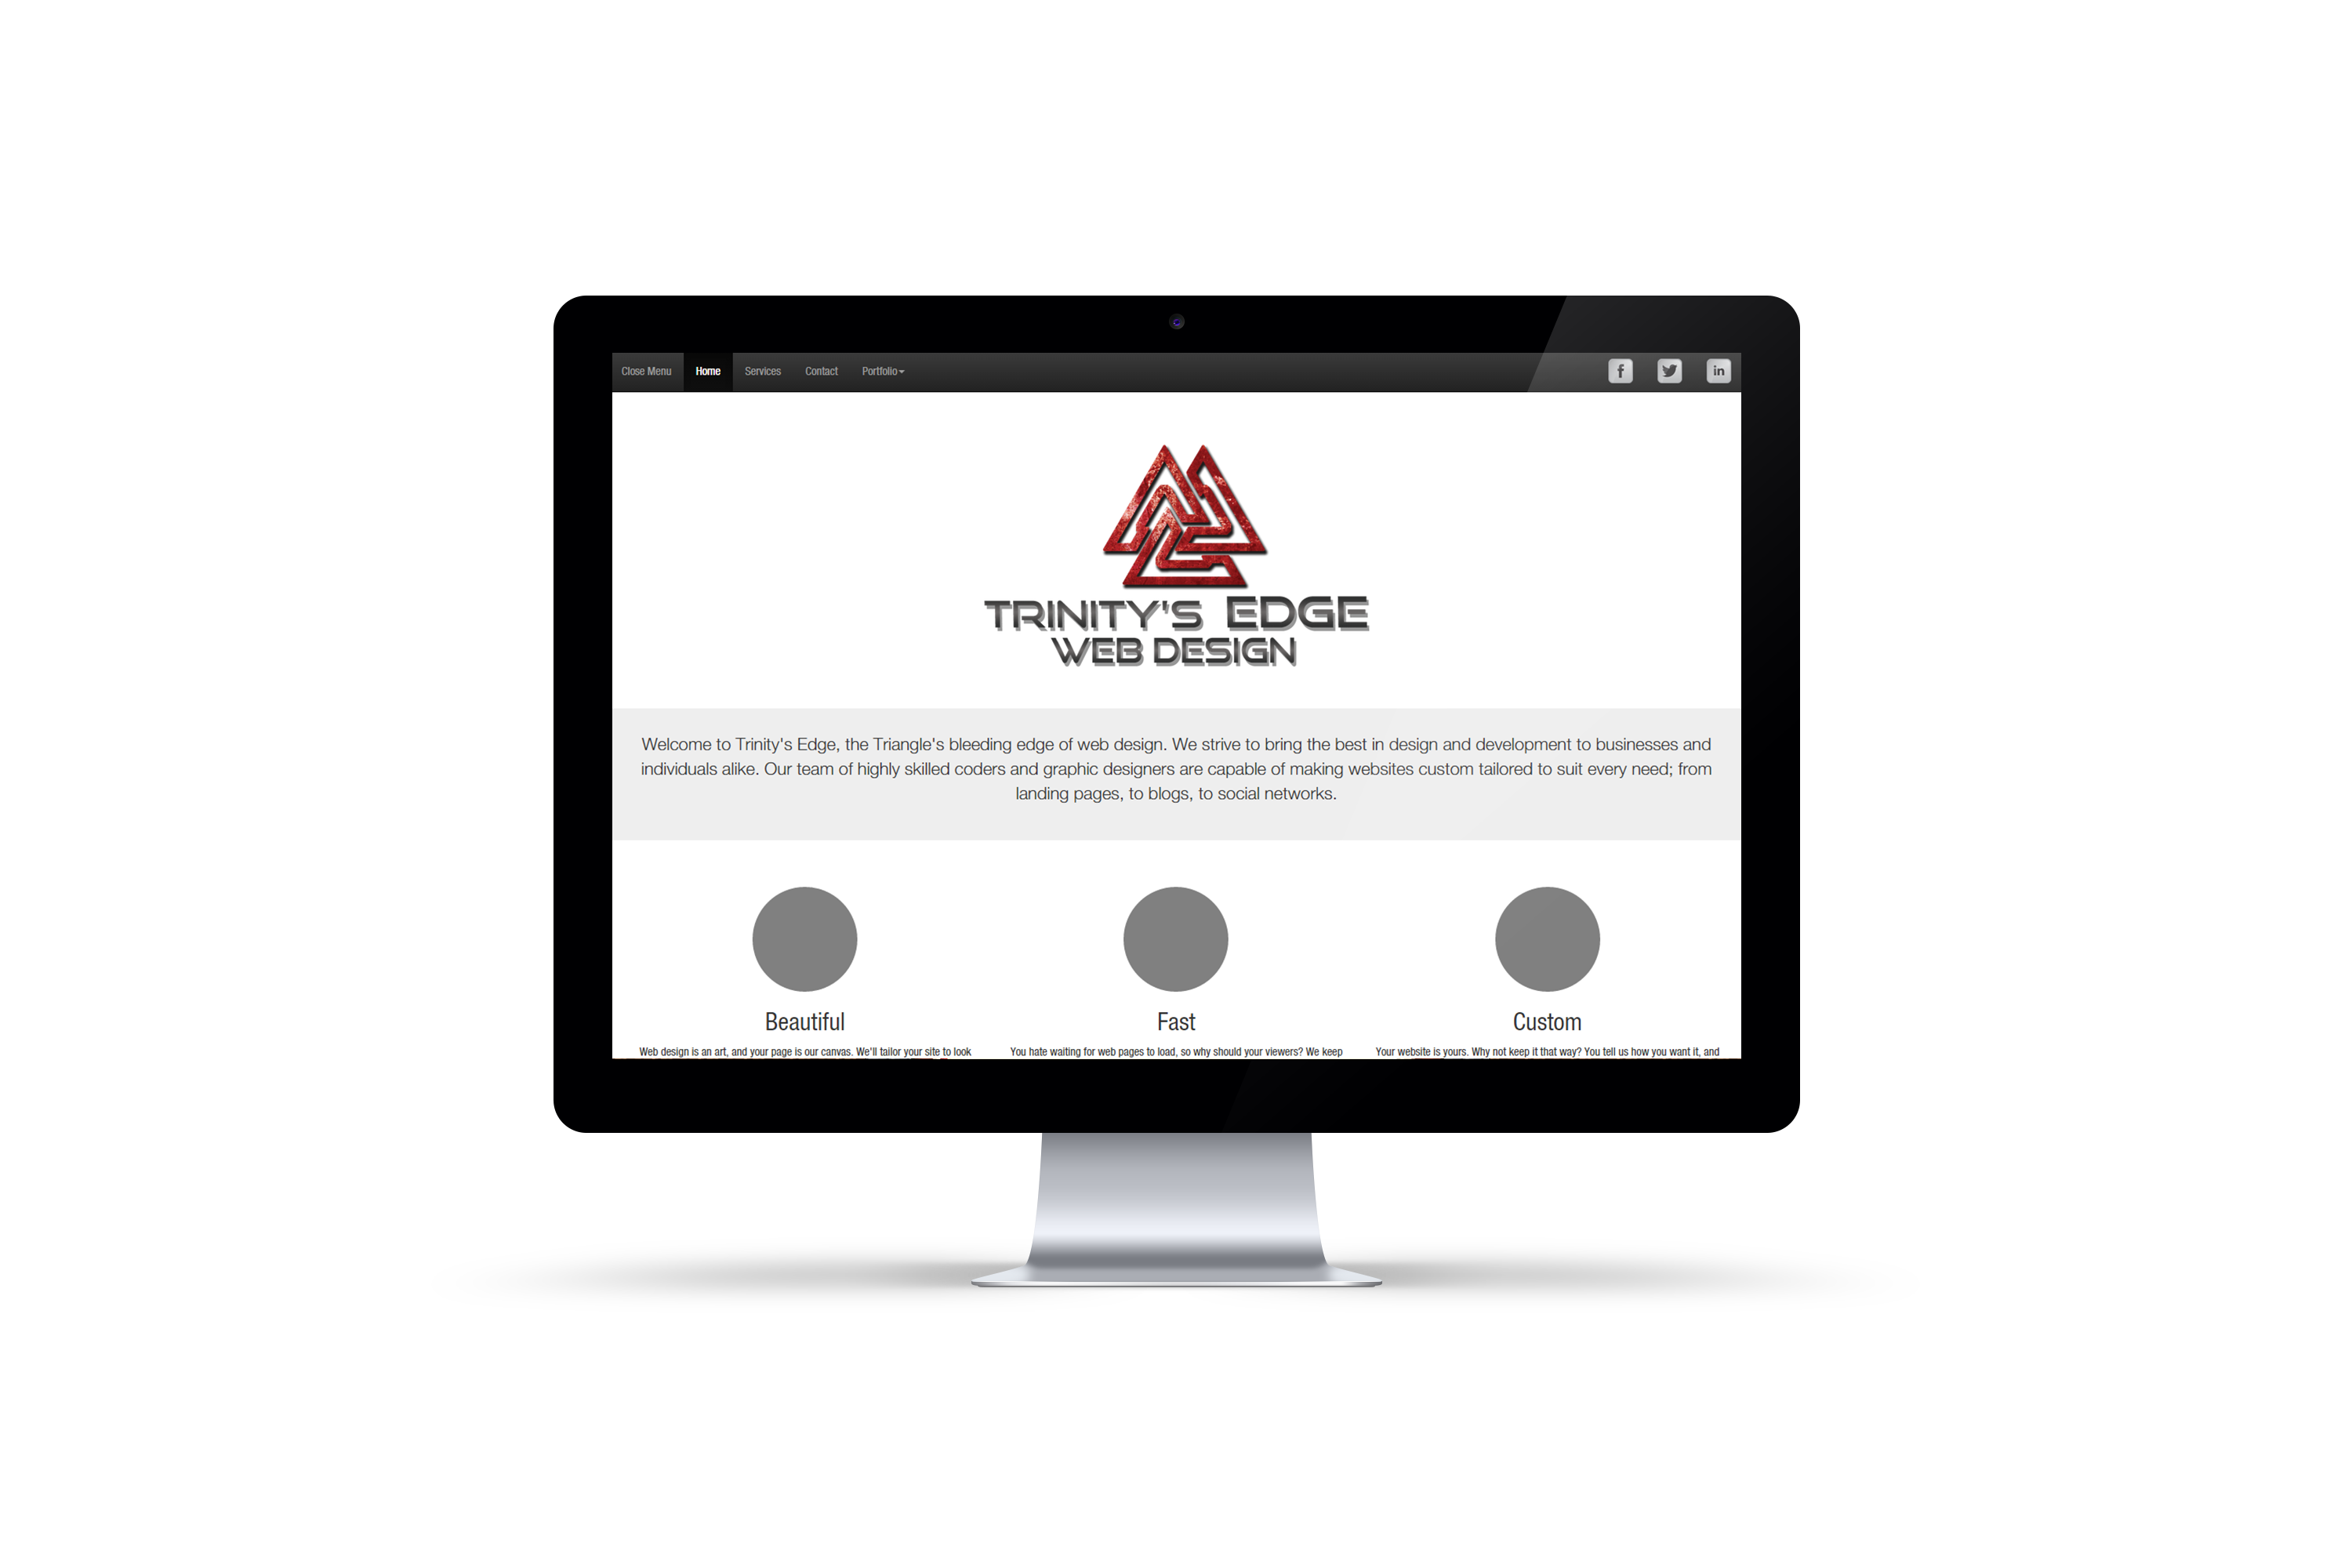 Close Menu Home Services Contact Portfolio
TRINITY'S EDGE
WEB DESIGN
Welcome to Trinity's Edge, the Triangle's bleeding edge of web design. We strive to bring the best in design and development to businesses and
individuals alike. Our team of highly skilled coders and graphic designers are capable of making websites custom tailored to suit every need; from
landing pages, to blogs, to social networks.
Beautiful
Web design is an art, and your page is our canvas. We'll tailor your site to look
Fast
You hate waiting for web pages to load, so why should your viewers? We keep
Custom
Your website is yours. Why not keep it that way? You tell us how you want it, and